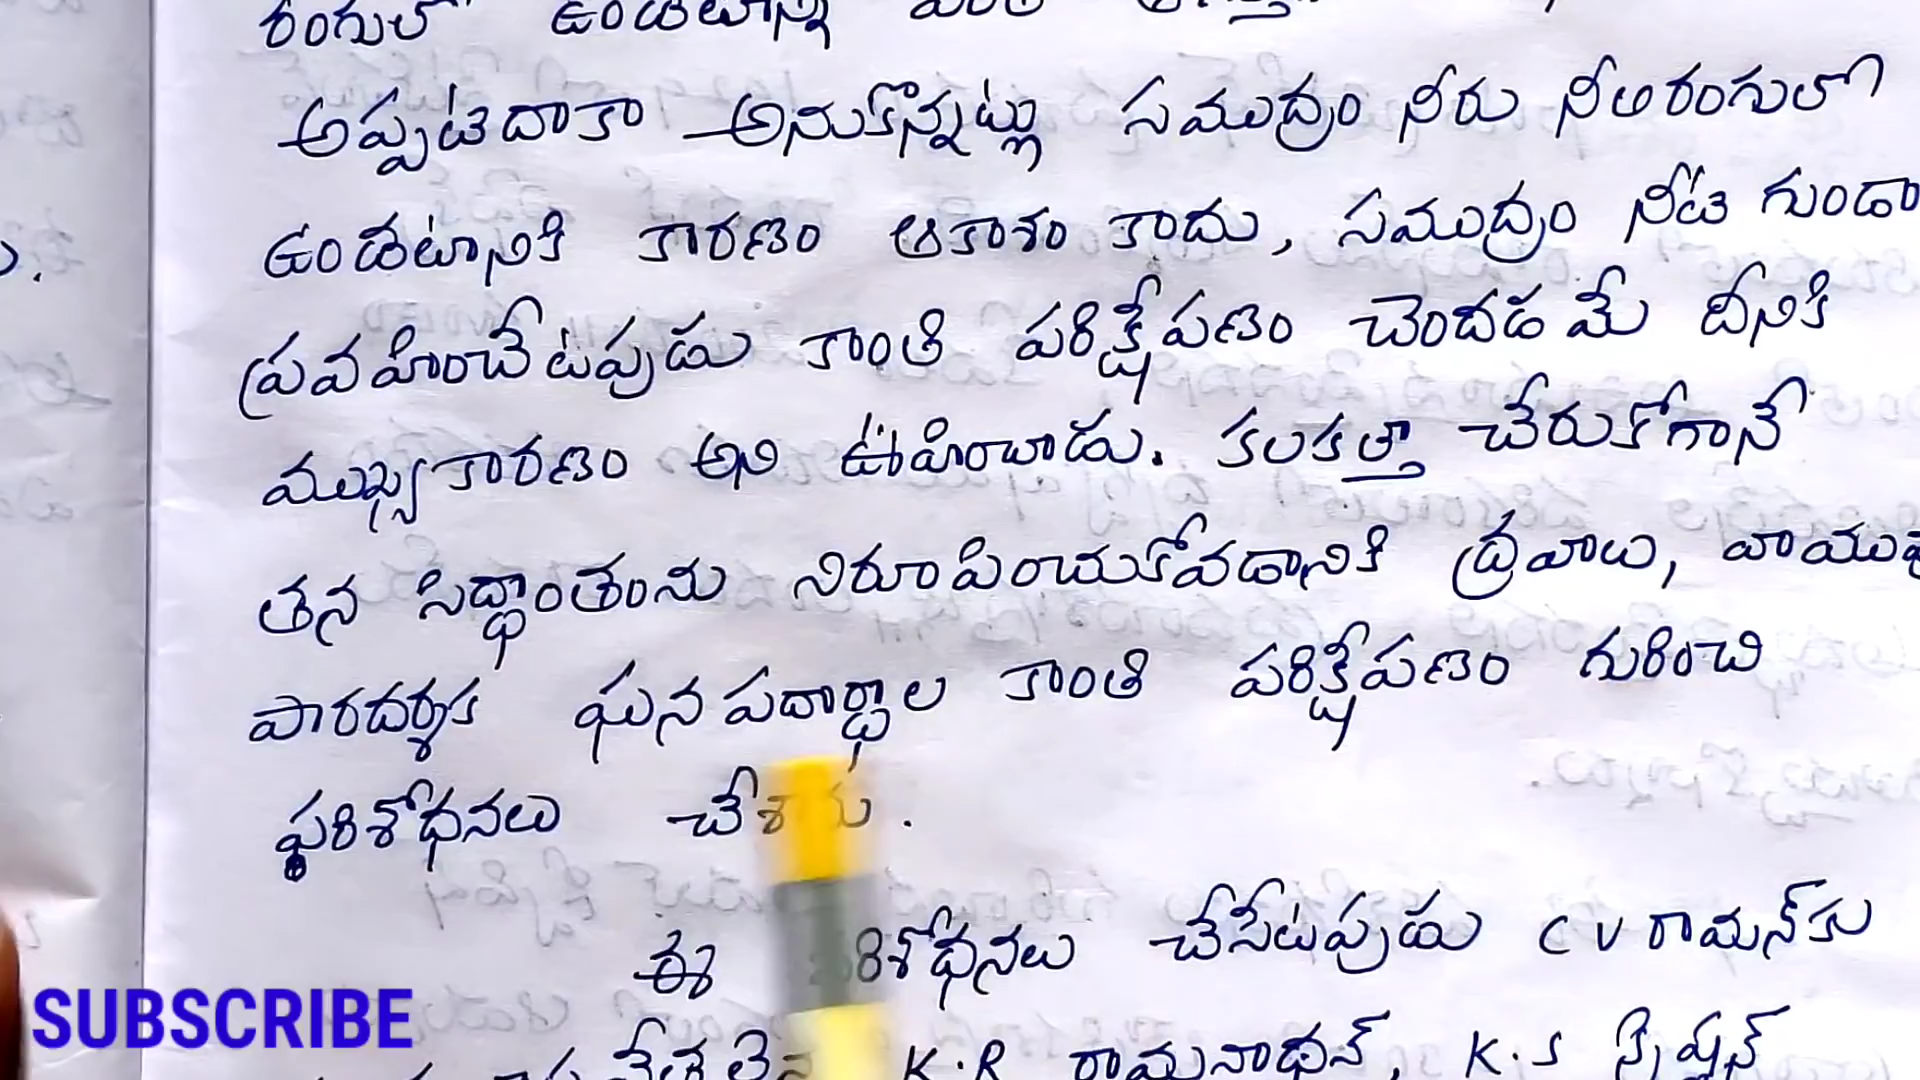 రంగులో ఉండటాన్ని
అప్పటిదాకా అనుకొన్నట్లు సముద్రం నీరు నీలరంగులో
ఉండటానికి కారణం ఆకాశం కాదు, సముద్రం నీటి గుండా
ప్రవహించేటపుడు కాంతి పరిక్షేపణం చెందడమే దీనికి
ముఖ్యకారణం అని ఊహించాడు. కలకత్తా చేరుకోగానే
తన సిద్ధాంతంను నిరూపించుకోవడానికి ద్రవాలు, వాయువు
పారదర్శక ఘనపదార్ధాల కాంతి పరిక్షేపణం గురించి
పరిశోధనలు చేశారు.
ఈ పరిశోధనలు చేసేటపుడు CV రామన్‌కు
K.R రామనాథన్, K.S క్రిష్ణన్
SUBSCRIBE